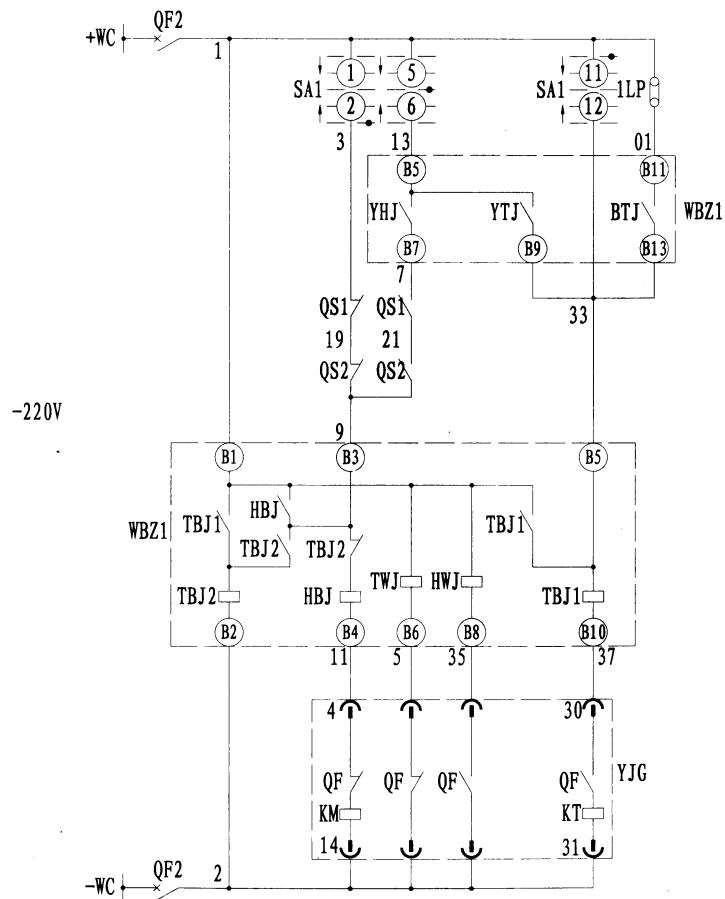 QF2
+WC
1
1 5 11
SA1 SA1 1LP
2 6 12
3 13 01
B5 B11
YHJ YTJ BTJ WBZ1
B7 B9 B13
7
QS1 QS1
33
19 21
QS2 QS2
-220V
9
B1 B3 B5
HBJ
WBZ1 TBJ1 TBJ1
TBJ2 TBJ2
TWJ HWJ
TBJ2 HBJ TBJ1
B2 B4 B6 B8 B10
11 5 35 37
4 30
QF QF QF QF YJG
KM KT
14 31
QF2 2
-WC